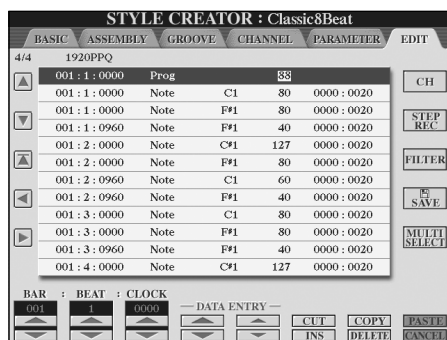 STYLE CREATOR : Classic8Beat
BASIC ASSEMBLY GROOVE CHANNEL PARAMETER EDIT
4/4 1920PPQ
001 : 1 : 0000 Prog 88
001 : 1 : 0000 Note C1 80 0000 : 0020
001 : 1 : 0000 Note F#1 80 0000 : 0020
001 : 1 : 0960 Note F#1 40 0000 : 0020
001 : 2 : 0000 Note C#1 127 0000 : 0020
001 : 2 : 0000 Note F#1 80 0000 : 0020
001 : 2 : 0960 Note C1 60 0000 : 0020
001 : 2 : 0960 Note F#1 40 0000 : 0020
001 : 3 : 0000 Note C1 80 0000 : 0020
001 : 3 : 0000 Note F#1 80 0000 : 0020
001 : 3 : 0960 Note F#1 40 0000 : 0020
001 : 4 : 0000 Note C#1 127 0000 : 0020
CH
STEP
REC
FILTER
SAVE
MULTI
SELECT
BAR : BEAT : CLOCK
001 1 0000
DATA ENTRY
CUT COPY PASTE
INS DELETE CANCEL